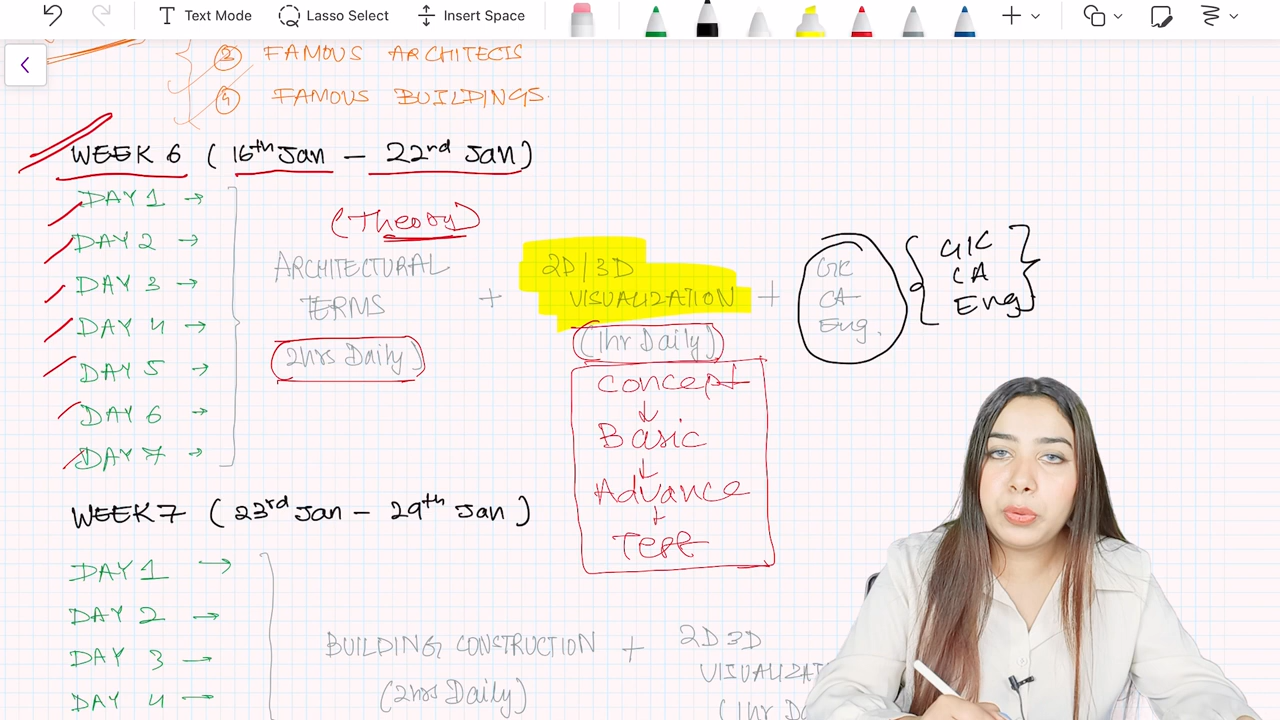 Text Mode Lasso Select Insert Space
3 FAMOUS ARCHITECTS
4 FAMOUS BUILDINGS.
WEEK 6 (16th Jan – 22nd Jan)
DAY 1 →
DAY 2 →
DAY 3 →
DAY 4 →
DAY 5 →
DAY 6 →
DAY 7 →
(Theory)
ARCHITECTURAL
TERMS
(2hrs Daily)
+
2D/3D
VISUALIZATION
(1hr Daily)
Concept
↓
Basic
↓
Advance
↓
Test
+
GK
CA
Eng.
GK
CA
Eng
WEEK 7 (23rd Jan – 29th Jan)
DAY 1 →
DAY 2 →
DAY 3 →
DAY 4 →
BUILDING CONSTRUCTION
(2hrs Daily)
+
2D 3D